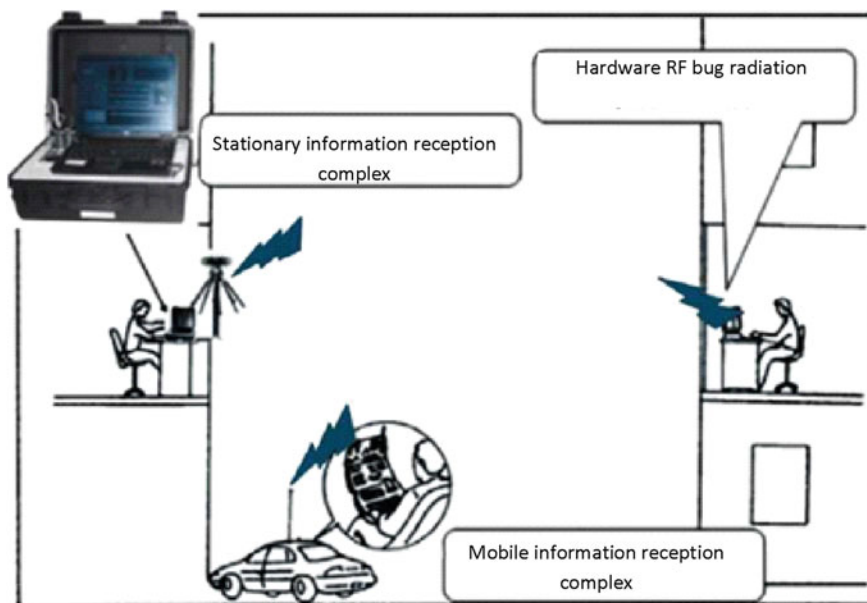 Hardware RF bug radiation
Stationary information reception
complex
Mobile information reception
complex